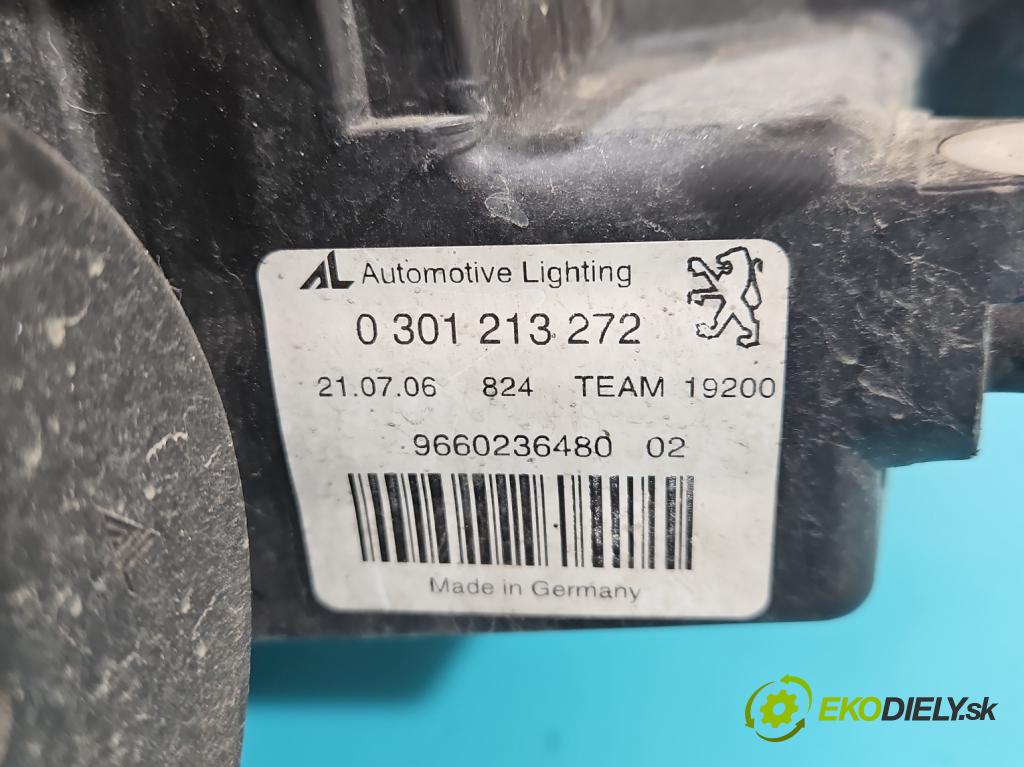 AL Automotive Lighting
0 301 213 272
21.07.06 824 TEAM 19200
9660236480 02
Made in Germany
EKODIELY.sk